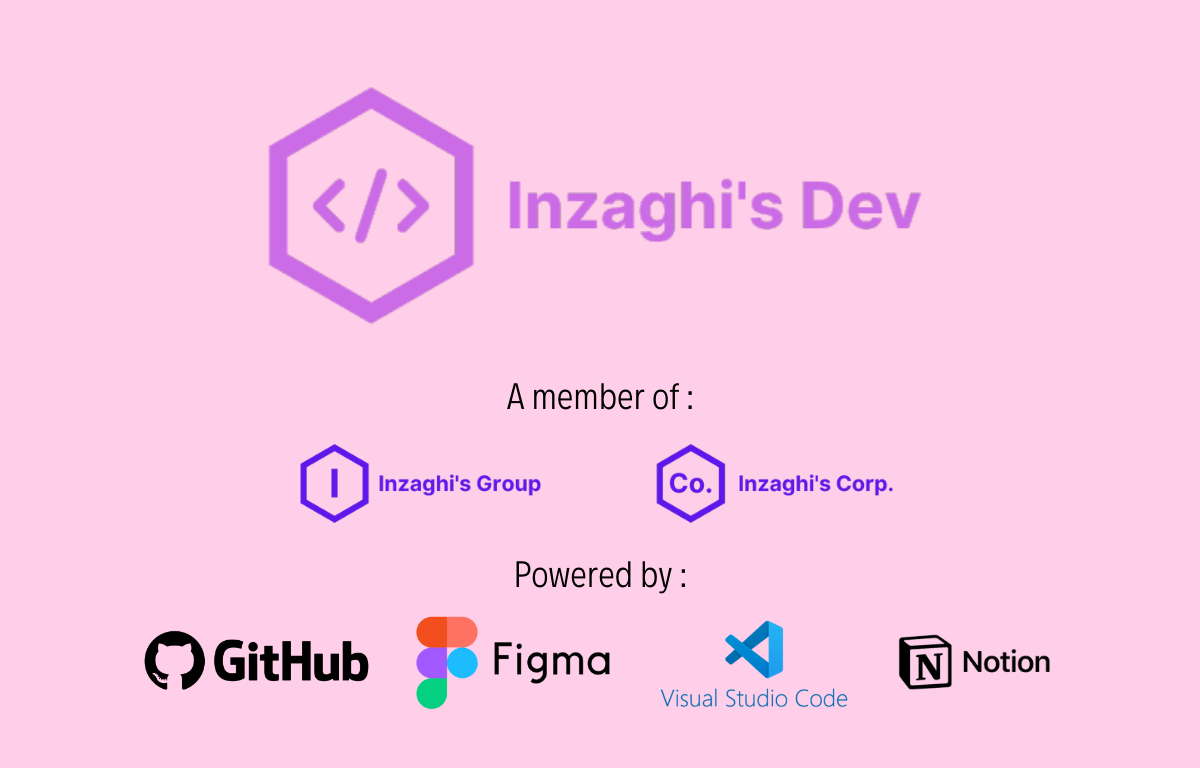 </>
Inzaghi's Dev
A member of :
I
Inzaghi's Group
Co.
Inzaghi's Corp.
Powered by :
GitHub
Figma
Visual Studio Code
N
Notion